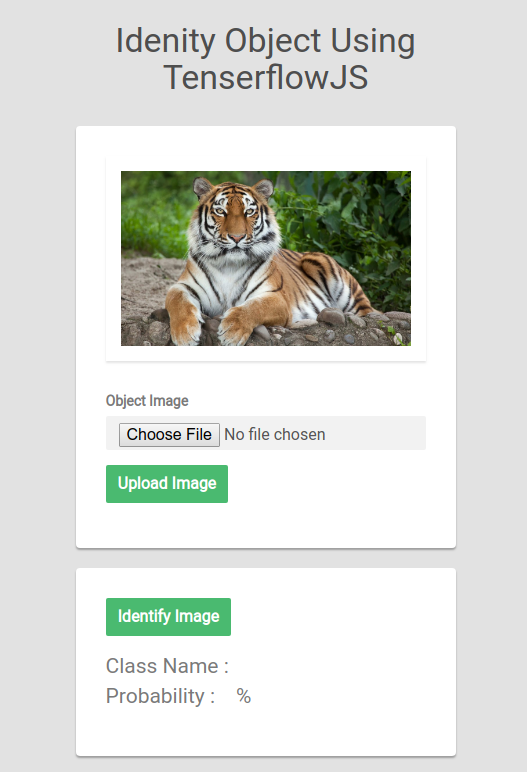 Idenity Object Using
TenserflowJS
Object Image
Choose File No file chosen
Upload Image
Identify Image
Class Name :
Probability : %